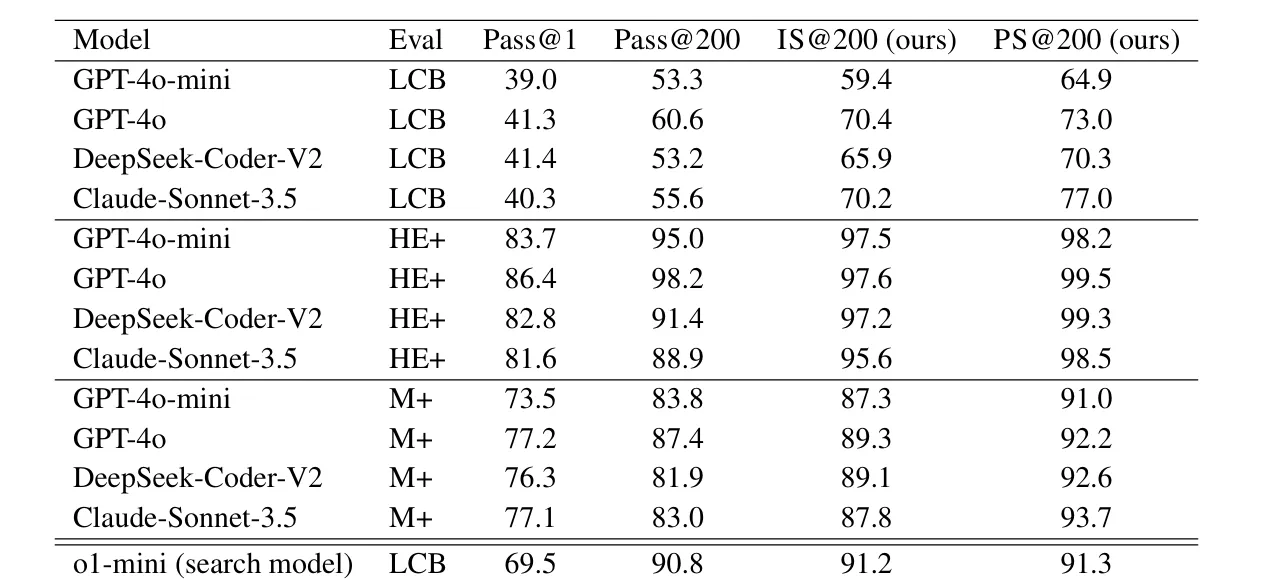 Model Eval Pass@1 Pass@200 IS@200 (ours) PS@200 (ours)
GPT-4o-mini LCB 39.0 53.3 59.4 64.9
GPT-4o LCB 41.3 60.6 70.4 73.0
DeepSeek-Coder-V2 LCB 41.4 53.2 65.9 70.3
Claude-Sonnet-3.5 LCB 40.3 55.6 70.2 77.0
GPT-4o-mini HE+ 83.7 95.0 97.5 98.2
GPT-4o HE+ 86.4 98.2 97.6 99.5
DeepSeek-Coder-V2 HE+ 82.8 91.4 97.2 99.3
Claude-Sonnet-3.5 HE+ 81.6 88.9 95.6 98.5
GPT-4o-mini M+ 73.5 83.8 87.3 91.0
GPT-4o M+ 77.2 87.4 89.3 92.2
DeepSeek-Coder-V2 M+ 76.3 81.9 89.1 92.6
Claude-Sonnet-3.5 M+ 77.1 83.0 87.8 93.7
o1-mini (search model) LCB 69.5 90.8 91.2 91.3